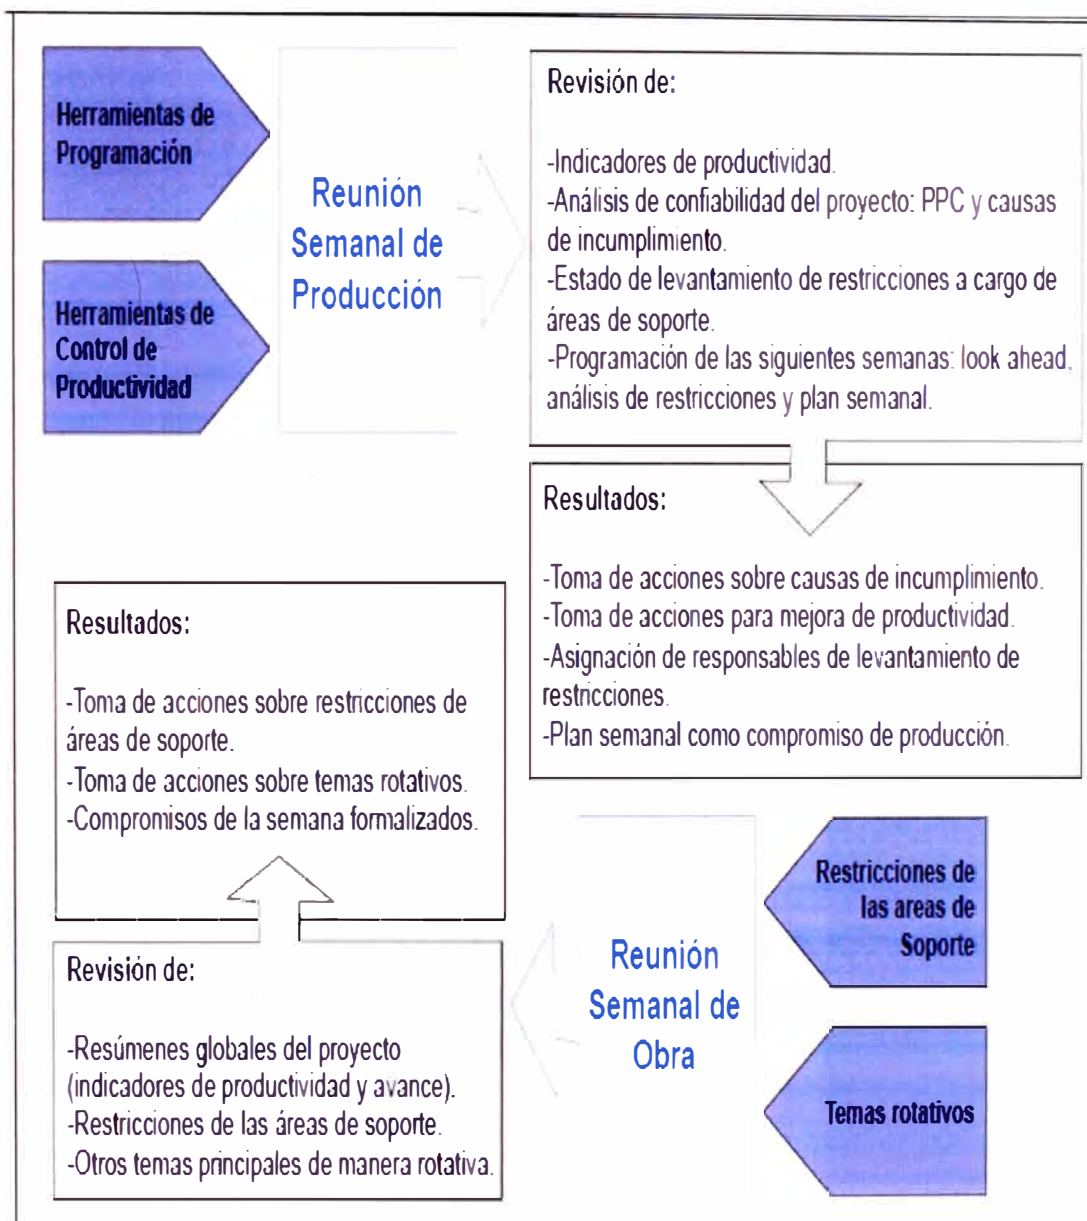 Herramientas de
Programación
Herramientas de
Control de
Productividad
Reunión
Semanal de
Producción
Revisión de:
-Indicadores de productividad.
-Análisis de confiabilidad del proyecto: PPC y causas
de incumplimiento.
-Estado de levantamiento de restricciones a cargo de
áreas de soporte.
-Programación de las siguientes semanas: look ahead,
análisis de restricciones y plan semanal.
Resultados:
-Toma de acciones sobre causas de incumplimiento.
-Toma de acciones para mejora de productividad.
-Asignación de responsables de levantamiento de
restricciones.
-Plan semanal como compromiso de producción.
Resultados:
-Toma de acciones sobre restricciones de
áreas de soporte.
-Toma de acciones sobre temas rotativos.
-Compromisos de la semana formalizados.
Revisión de:
-Resúmenes globales del proyecto
(indicadores de productividad y avance).
-Restricciones de las áreas de soporte.
-Otros temas principales de manera rotativa.
Reunión
Semanal de
Obra
Restricciones de
las areas de
Soporte
Temas rotativos